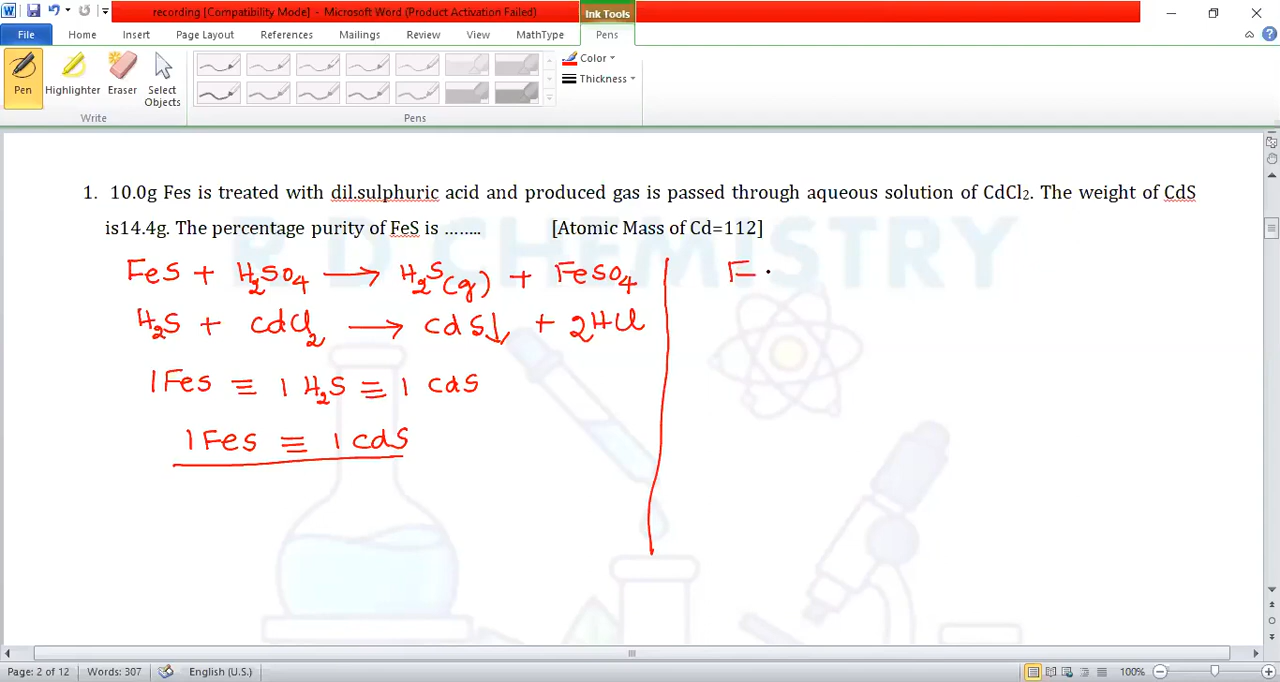 recording [Compatibility Mode] - Microsoft Word (Product Activation Failed)
Ink Tools
File Home Insert Page Layout References Mailings Review View MathType Pens
Pen Highlighter Eraser Select Objects
Color
Thickness
Write Pens
1. 10.0g Fes is treated with dil.sulphuric acid and produced gas is passed through aqueous solution of CdCl₂. The weight of CdS
is14.4g. The percentage purity of FeS is ........ [Atomic Mass of Cd=112]
FeS + H₂SO₄ → H₂S(g) + FeSO₄
F
H₂S + CdCl₂ → CdS↓ + 2HCl
1Fes ≡ 1 H₂S ≡ 1 CdS
1Fes ≡ 1 CdS
R D CHEMISTRY
Page: 2 of 12 Words: 307 English (U.S.) 100%